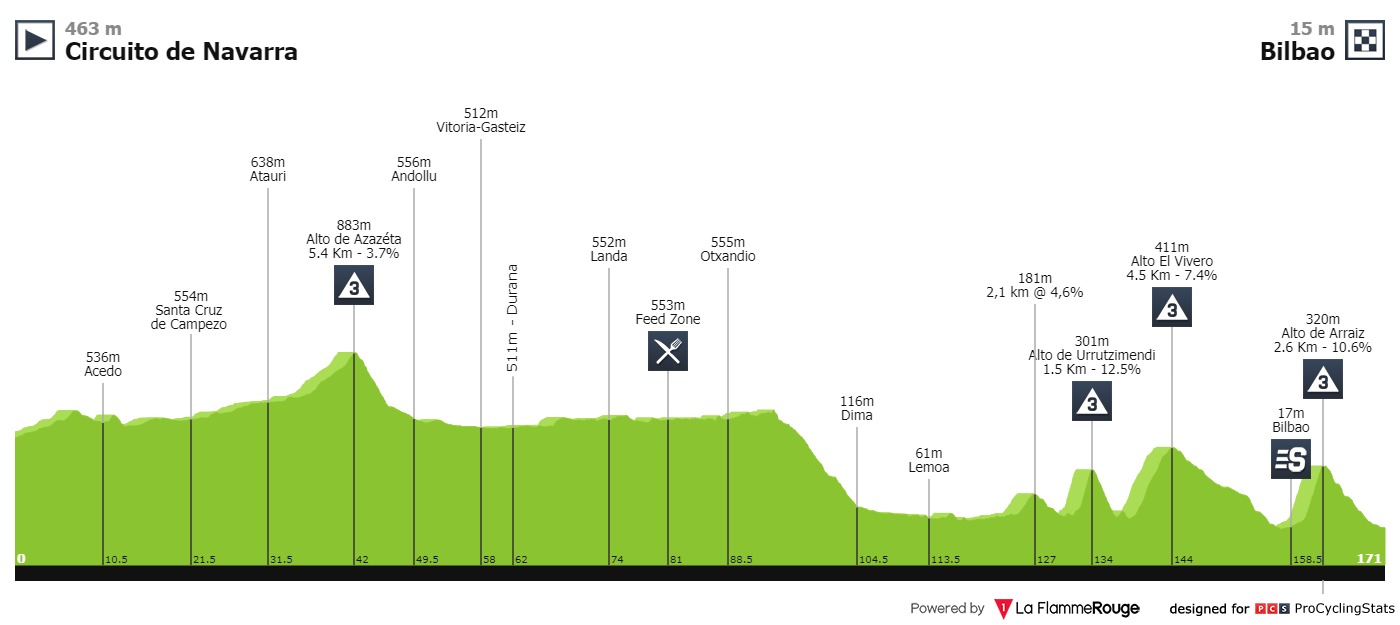 463 m
Circuito de Navarra
15 m
Bilbao
512m
Vitoria-Gasteiz
638m
Atauri
556m
Andollu
883m
Alto de Azazéta
5.4 Km - 3.7%
3
552m
Landa
555m
Otxandio
411m
Alto El Vivero
4.5 Km - 7.4%
3
511m - Durana
181m
2,1 km @ 4,6%
554m
Santa Cruz
de Campezo
553m
Feed Zone
320m
Alto de Arraiz
2.6 Km - 10.6%
3
301m
Alto de Urrutzimendi
1.5 Km - 12.5%
3
536m
Acedo
116m
Dima
17m
Bilbao
S
61m
Lemoa
0
10.5
21.5
31.5
42
49.5
58
62
74
81
88.5
104.5
113.5
127
134
144
158.5
171
Powered by 1 La FlammeRouge designed for PCS ProCyclingStats